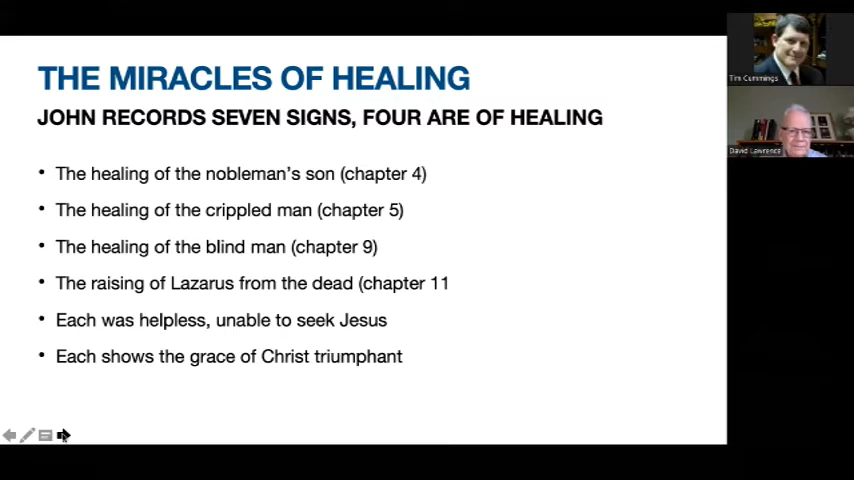 THE MIRACLES OF HEALING
JOHN RECORDS SEVEN SIGNS, FOUR ARE OF HEALING
• The healing of the nobleman's son (chapter 4)
• The healing of the crippled man (chapter 5)
• The healing of the blind man (chapter 9)
• The raising of Lazarus from the dead (chapter 11
• Each was helpless, unable to seek Jesus
• Each shows the grace of Christ triumphant
Tim Cummings
David Lawrence